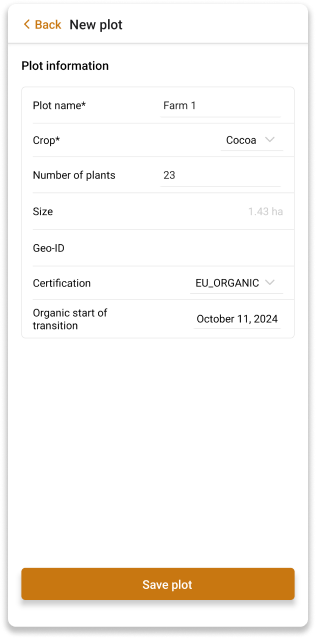 Back New plot
Plot information
Plot name* Farm 1
Crop* Cocoa
Number of plants 23
Size 1.43 ha
Geo-ID
Certification EU_ORGANIC
Organic start of
transition October 11, 2024
Save plot